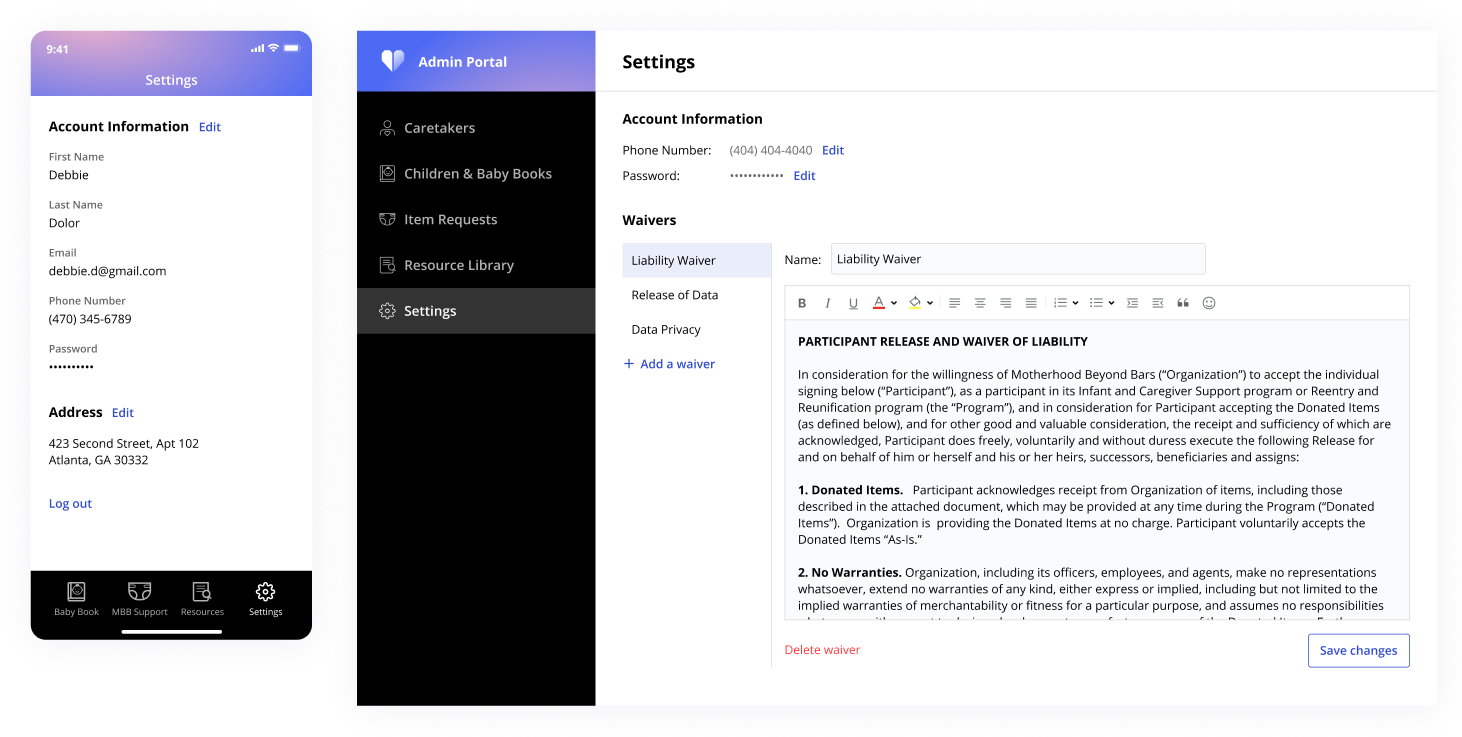 9:41
Settings
Account Information Edit
First Name
Debbie
Last Name
Dolor
Email
debbie.d@gmail.com
Phone Number
(470) 345-6789
Password
••••••••••
Address Edit
423 Second Street, Apt 102
Atlanta, GA 30332
Log out
Baby Book MBB Support Resources Settings
Admin Portal
Caretakers
Children & Baby Books
Item Requests
Resource Library
Settings
Settings
Account Information
Phone Number: (404) 404-4040 Edit
Password: •••••••••••• Edit
Waivers
Liability Waiver
Release of Data
Data Privacy
+ Add a waiver
Name: Liability Waiver
B I U A
PARTICIPANT RELEASE AND WAIVER OF LIABILITY
In consideration for the willingness of Motherhood Beyond Bars (“Organization”) to accept the individual
signing below (“Participant”), as a participant in its Infant and Caregiver Support program or Reentry and
Reunification program (the “Program”), and in consideration for Participant accepting the Donated Items
(as defined below), and for other good and valuable consideration, the receipt and sufficiency of which are
acknowledged, Participant does freely, voluntarily and without duress execute the following Release for
and on behalf of him or herself and his or her heirs, successors, beneficiaries and assigns:
1. Donated Items. Participant acknowledges receipt from Organization of items, including those
described in the attached document, which may be provided at any time during the Program (“Donated
Items”). Organization is providing the Donated Items at no charge. Participant voluntarily accepts the
Donated Items “As-Is.”
2. No Warranties. Organization, including its officers, employees, and agents, make no representations
whatsoever, extend no warranties of any kind, either express or implied, including but not limited to the
implied warranties of merchantability or fitness for a particular purpose, and assumes no responsibilities
Delete waiver
Save changes